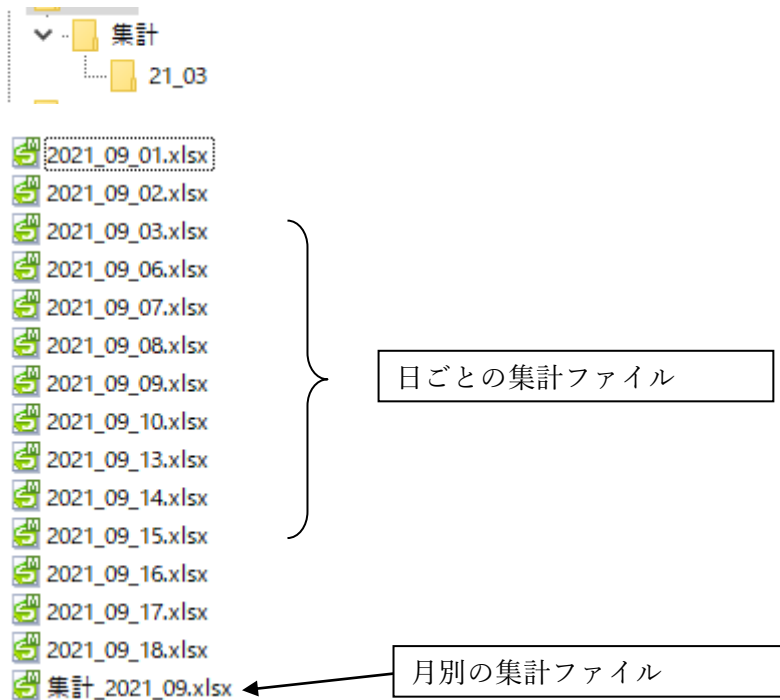 集計
21_03
2021_09_01.xlsx
2021_09_02.xlsx
2021_09_03.xlsx
2021_09_06.xlsx
2021_09_07.xlsx
2021_09_08.xlsx
2021_09_09.xlsx
2021_09_10.xlsx
2021_09_13.xlsx
2021_09_14.xlsx
2021_09_15.xlsx
2021_09_16.xlsx
2021_09_17.xlsx
2021_09_18.xlsx
集計_2021_09.xlsx
日ごとの集計ファイル
月別の集計ファイル